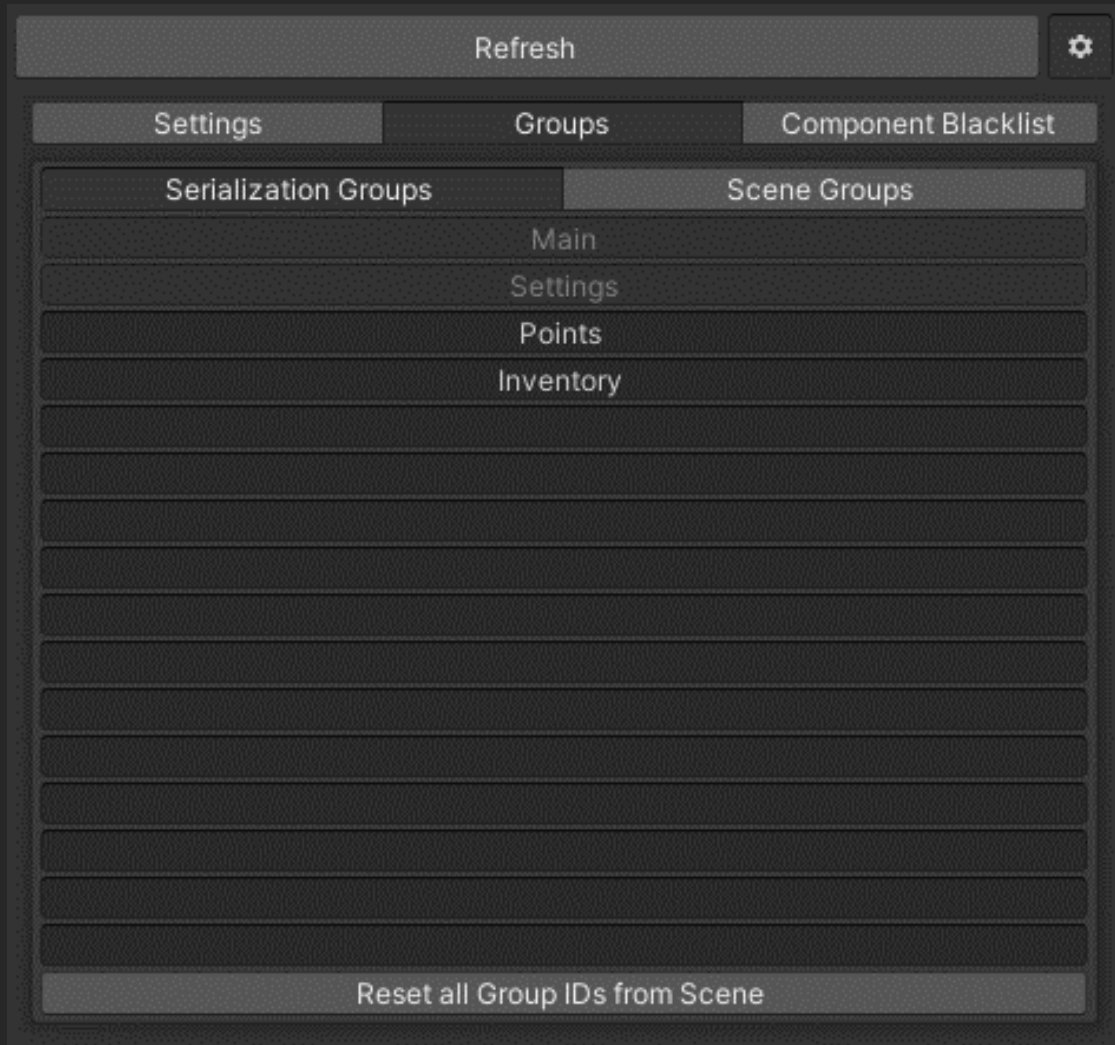 Refresh
Settings Groups Component Blacklist
Serialization Groups Scene Groups
Main
Settings
Points
Inventory
Reset all Group IDs from Scene